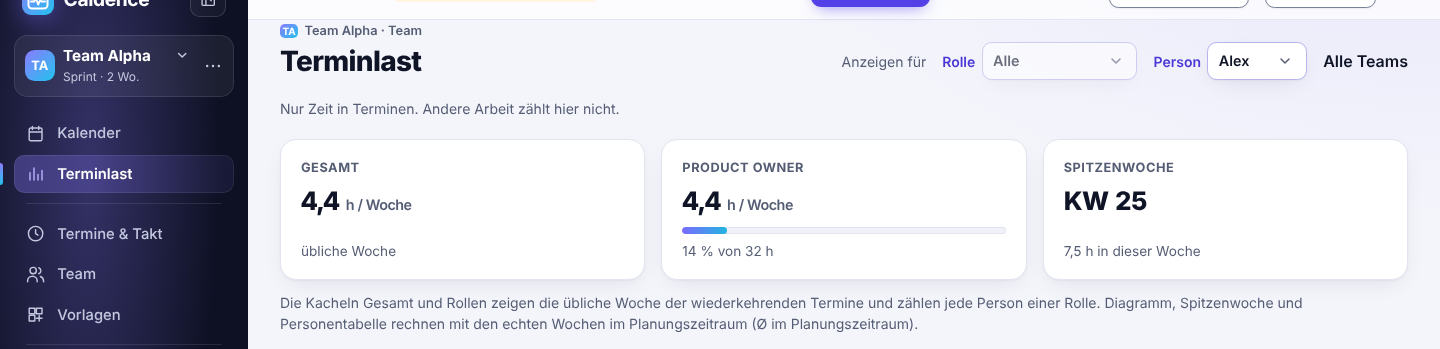 Caldence
TA Team Alpha
Sprint · 2 Wo.
Kalender
Terminlast
Termine & Takt
Team
Vorlagen
TA Team Alpha · Team
Terminlast
Anzeigen für Rolle Alle Person Alex Alle Teams
Nur Zeit in Terminen. Andere Arbeit zählt hier nicht.
GESAMT
4,4 h / Woche
übliche Woche
PRODUCT OWNER
4,4 h / Woche
14 % von 32 h
SPITZENWOCHE
KW 25
7,5 h in dieser Woche
Die Kacheln Gesamt und Rollen zeigen die übliche Woche der wiederkehrenden Termine und zählen jede Person einer Rolle. Diagramm, Spitzenwoche und
Personentabelle rechnen mit den echten Wochen im Planungszeitraum (Ø im Planungszeitraum).